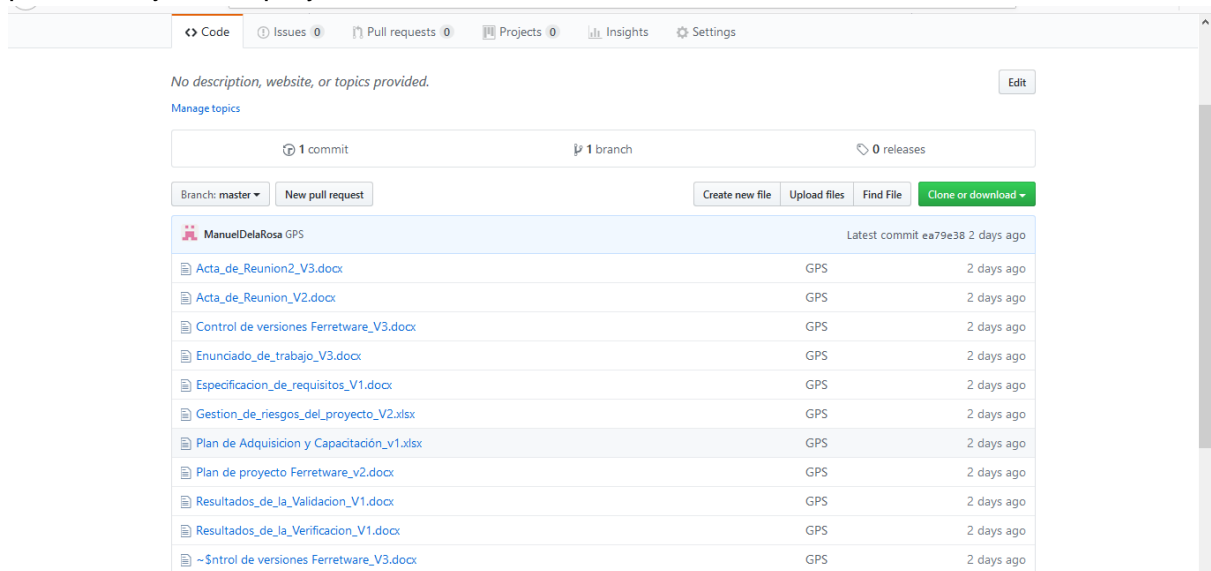 Code Issues 0 Pull requests 0 Projects 0 Insights Settings
No description, website, or topics provided. Edit
Manage topics
1 commit 1 branch 0 releases
Branch: master New pull request Create new file Upload files Find File Clone or download
ManuelDelaRosa GPS Latest commit ea79e38 2 days ago
Acta_de_Reunion2_V3.docx GPS 2 days ago
Acta_de_Reunion_V2.docx GPS 2 days ago
Control de versiones Ferretware_V3.docx GPS 2 days ago
Enunciado_de_trabajo_V3.docx GPS 2 days ago
Especificacion_de_requisitos_V1.docx GPS 2 days ago
Gestion_de_riesgos_del_proyecto_V2.xlsx GPS 2 days ago
Plan de Adquisicion y Capacitación_v1.xlsx GPS 2 days ago
Plan de proyecto Ferretware_v2.docx GPS 2 days ago
Resultados_de_la_Validacion_V1.docx GPS 2 days ago
Resultados_de_la_Verificacion_V1.docx GPS 2 days ago
~$ntrol de versiones Ferretware_V3.docx GPS 2 days ago